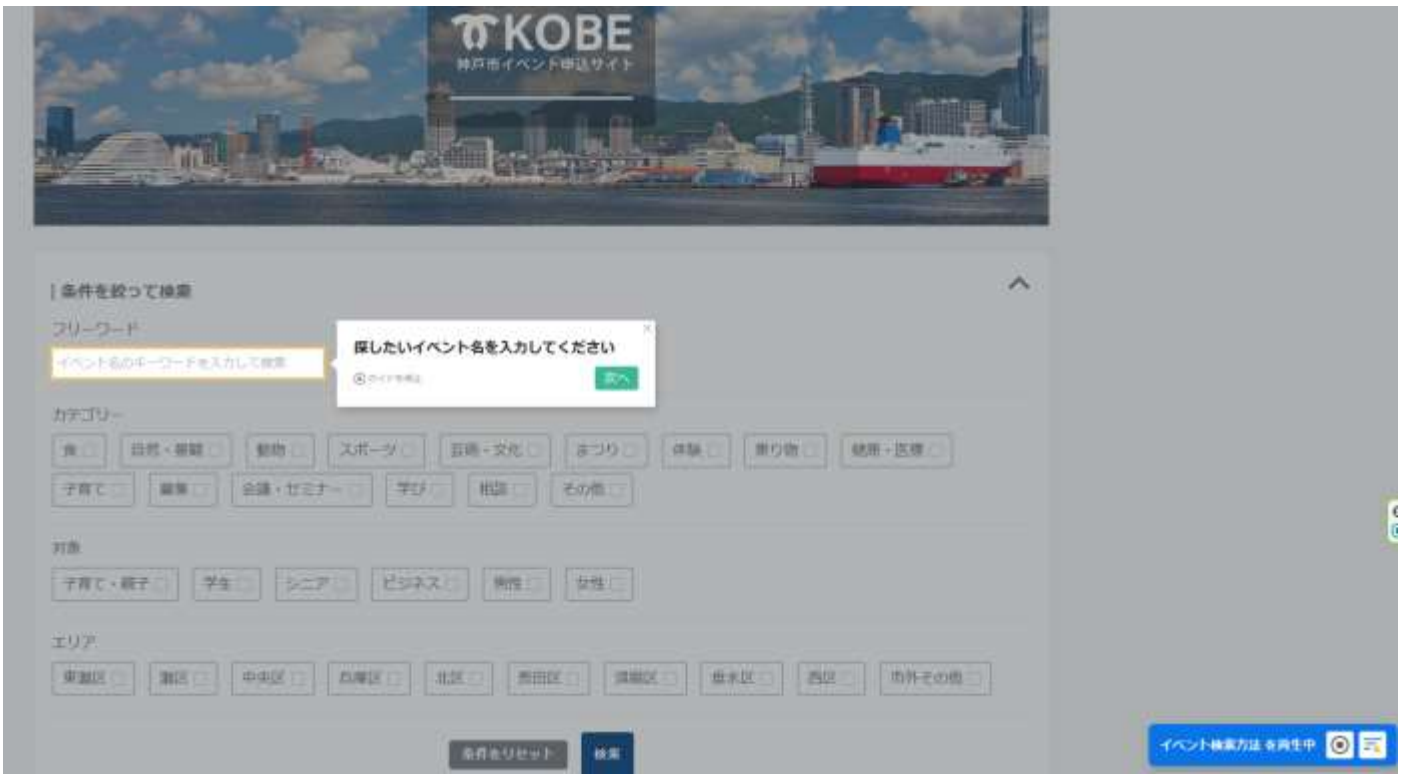 KOBE
神戸市イベント申込サイト
条件を絞って検索
フリーワード
イベント名のキーワードを入力して検索
探したいイベント名を入力してください
ガイドを停止
次へ
カテゴリー
食 自然・景観 動物 スポーツ 芸術・文化 まつり 体験 乗り物 健康・医療
子育て 募集 会議・セミナー 学び 相談 その他
対象
子育て・親子 学生 シニア ビジネス 男性 女性
エリア
東灘区 灘区 中央区 兵庫区 北区 長田区 須磨区 垂水区 西区 市外その他
条件をリセット 検索
イベント検索方法 を再生中